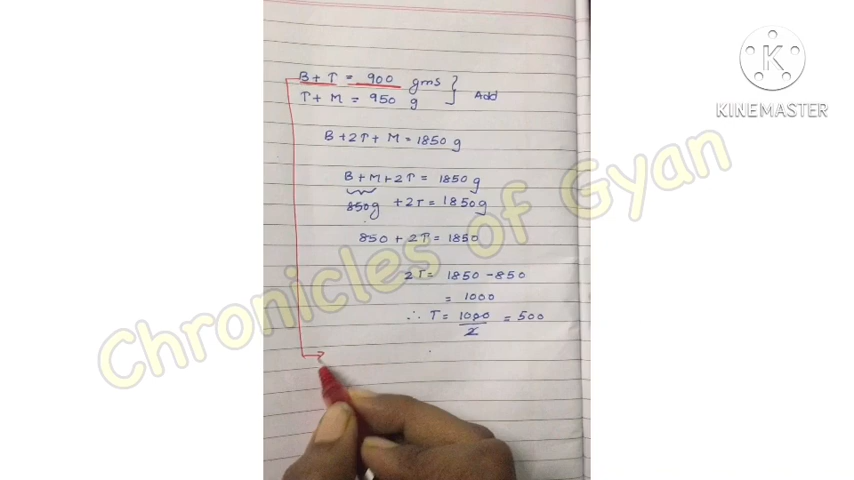 B + T = 900 gms
T + M = 950 g
Add
B + 2T + M = 1850 g
B + M + 2T = 1850 g
850g + 2T = 1850 g
850 + 2T = 1850
2T = 1850 - 850
= 1000
∴ T = 1000/2 = 500
K
KINEMASTER
Chronicles of Gyan